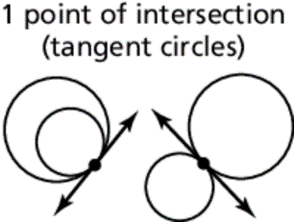 1 point of intersection
(tangent circles)